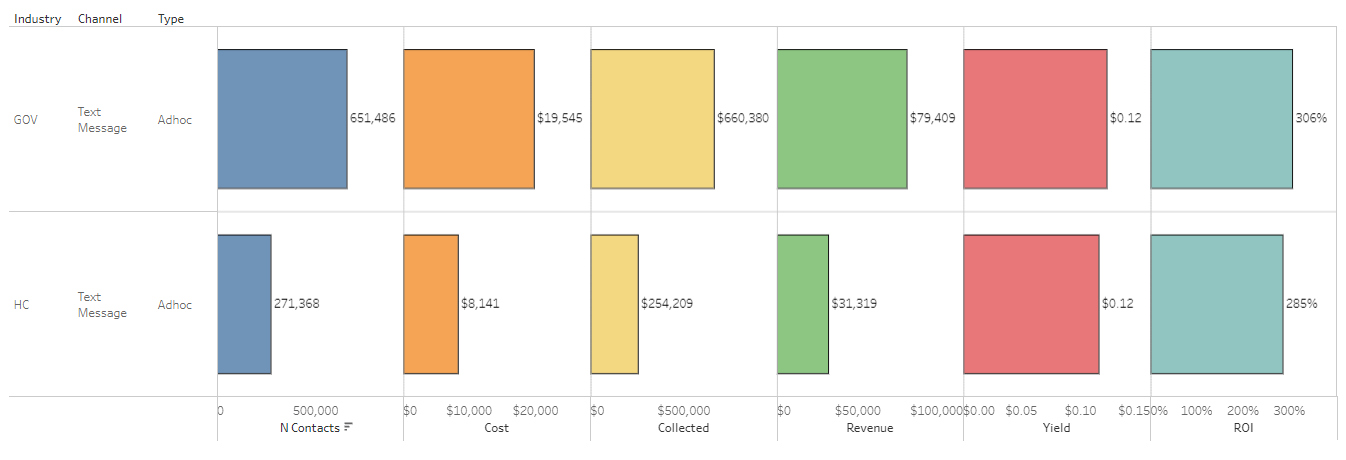 Industry Channel Type
GOV Text Message Adhoc 651,486 $19,545 $660,380 $79,409 $0.12 306%
HC Text Message Adhoc 271,368 $8,141 $254,209 $31,319 $0.12 285%
0 500,000 $0 $10,000 $20,000 $0 $500,000 $0 $50,000 $100,000 $0.00 $0.05 $0.10 $0.15 0% 100% 200% 300%
N Contacts Cost Collected Revenue Yield ROI